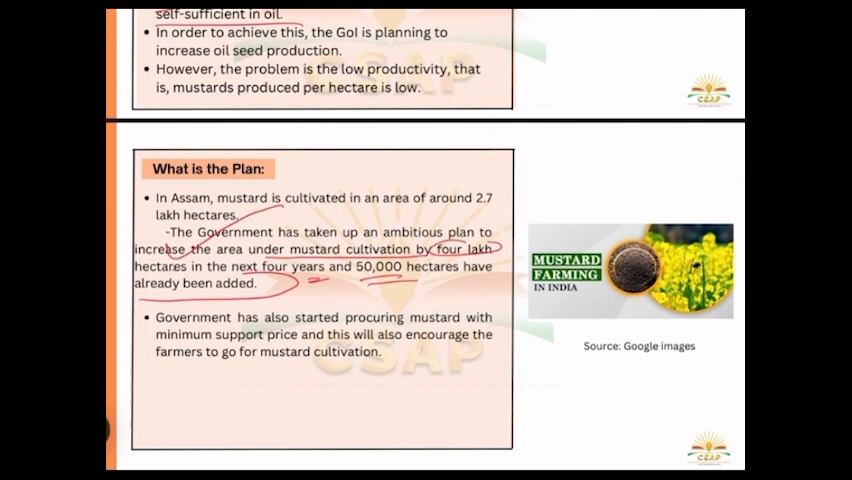 self-sufficient in oil.
• In order to achieve this, the GoI is planning to
increase oil seed production.
• However, the problem is the low productivity, that
is, mustards produced per hectare is low.
CSAP
What is the Plan:
• In Assam, mustard is cultivated in an area of around 2.7
lakh hectares.
-The Government has taken up an ambitious plan to
increase the area under mustard cultivation by four lakh
hectares in the next four years and 50,000 hectares have
already been added.
• Government has also started procuring mustard with
minimum support price and this will also encourage the
farmers to go for mustard cultivation.
CSAP
MUSTARD
FARMING
IN INDIA
Source: Google images
CSAP